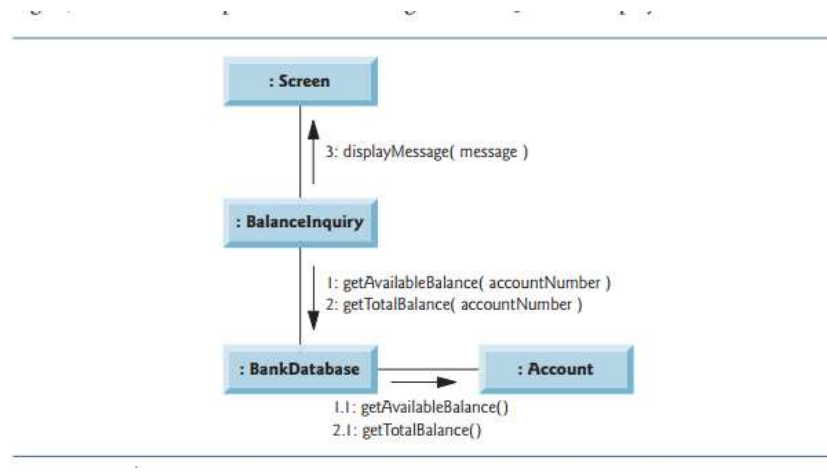 : Screen
3: displayMessage( message )
: BalanceInquiry
1: getAvailableBalance( accountNumber )
2: getTotalBalance( accountNumber )
: BankDatabase
: Account
1.1: getAvailableBalance()
2.1: getTotalBalance()